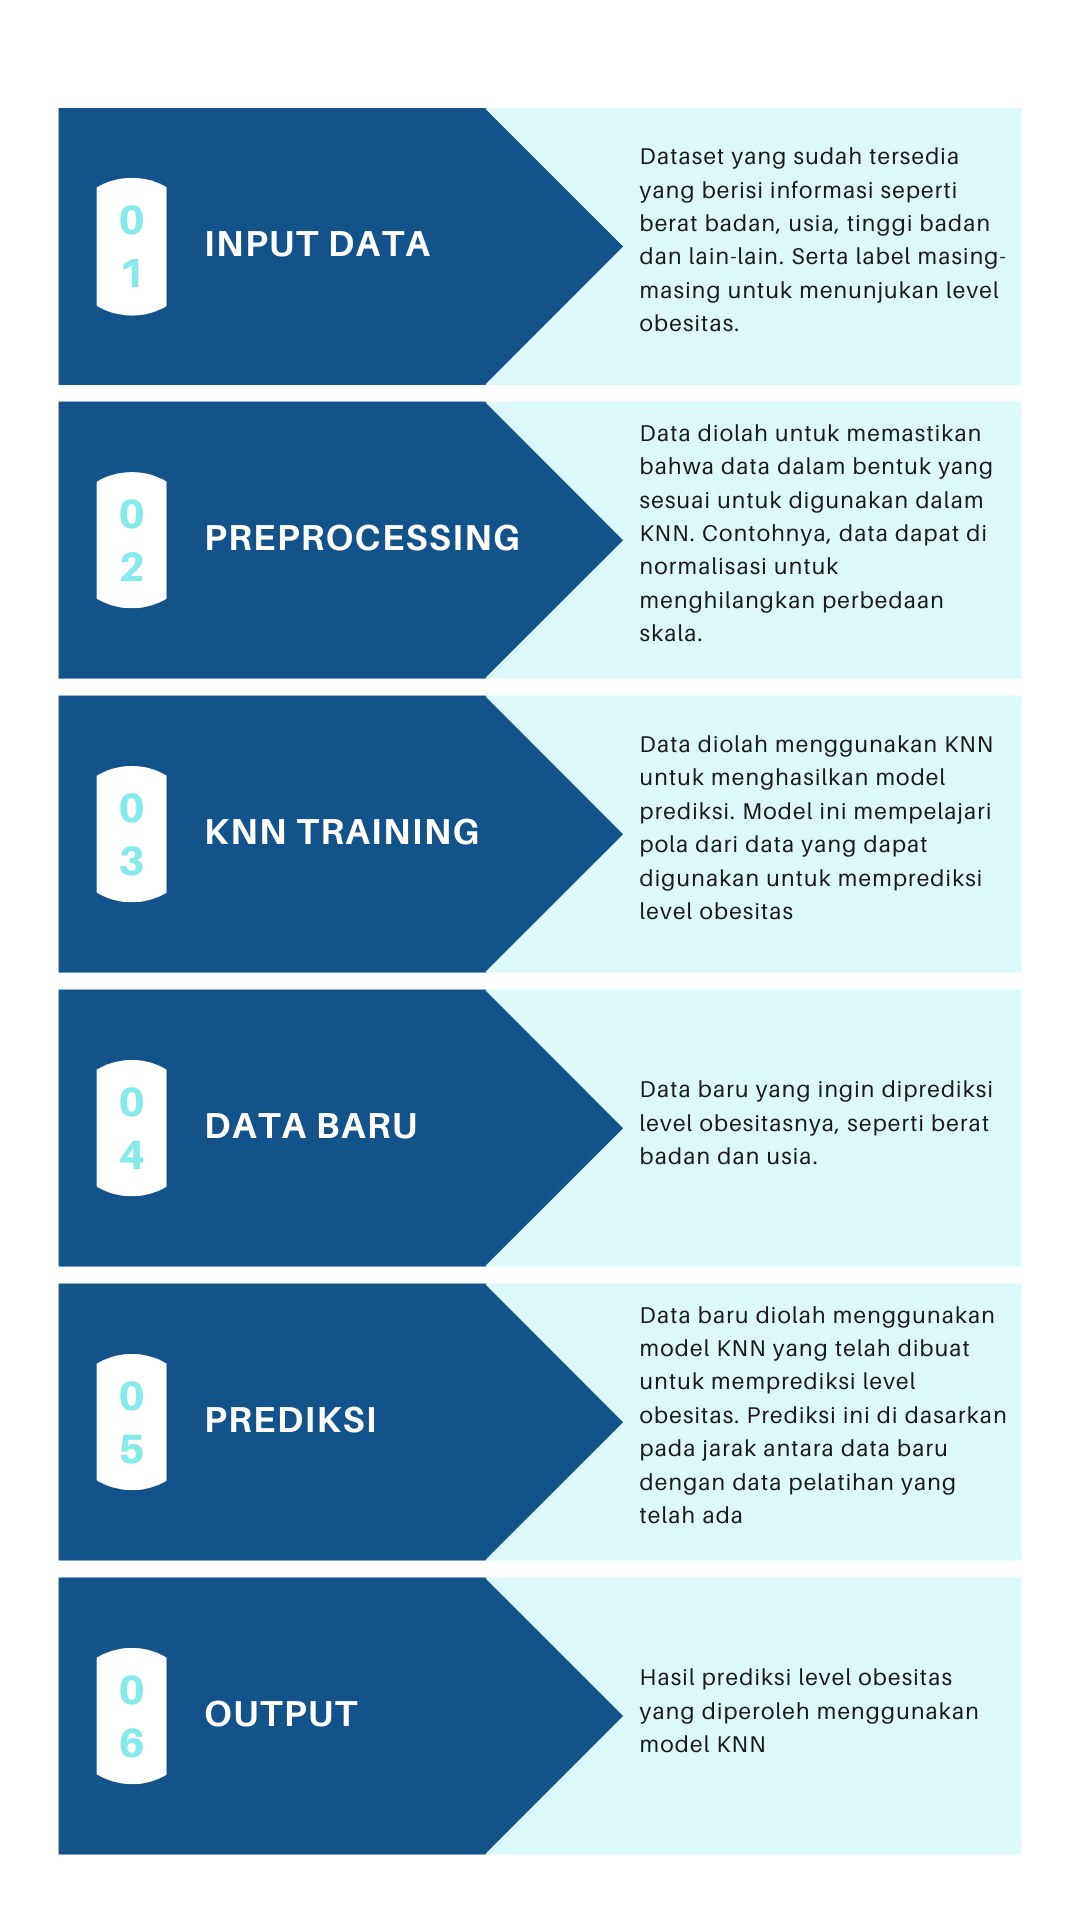 0
1
INPUT DATA
Dataset yang sudah tersedia
yang berisi informasi seperti
berat badan, usia, tinggi badan
dan lain-lain. Serta label masing-
masing untuk menunjukan level
obesitas.
0
2
PREPROCESSING
Data diolah untuk memastikan
bahwa data dalam bentuk yang
sesuai untuk digunakan dalam
KNN. Contohnya, data dapat di
normalisasi untuk
menghilangkan perbedaan
skala.
0
3
KNN TRAINING
Data diolah menggunakan KNN
untuk menghasilkan model
prediksi. Model ini mempelajari
pola dari data yang dapat
digunakan untuk memprediksi
level obesitas
0
4
DATA BARU
Data baru yang ingin diprediksi
level obesitasnya, seperti berat
badan dan usia.
0
5
PREDIKSI
Data baru diolah menggunakan
model KNN yang telah dibuat
untuk memprediksi level
obesitas. Prediksi ini di dasarkan
pada jarak antara data baru
dengan data pelatihan yang
telah ada
0
6
OUTPUT
Hasil prediksi level obesitas
yang diperoleh menggunakan
model KNN